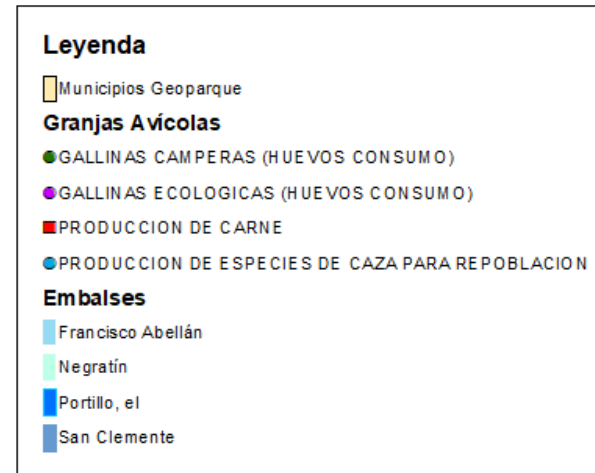 Leyenda
Municipios Geoparque
Granjas Avícolas
GALLINAS CAMPERAS (HUEVOS CONSUMO)
GALLINAS ECOLOGICAS (HUEVOS CONSUMO)
PRODUCCION DE CARNE
PRODUCCION DE ESPECIES DE CAZA PARA REPOBLACION
Embalses
Francisco Abellán
Negratín
Portillo, el
San Clemente